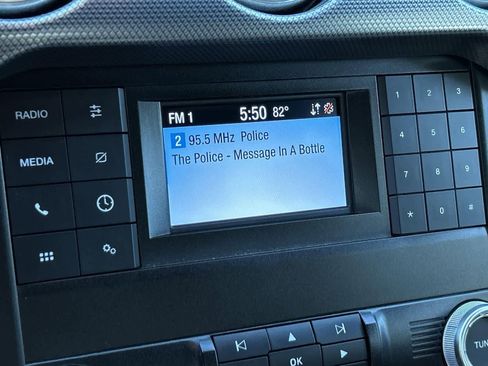 FM 1 5:50 82°
2 95.5 MHz Police
The Police - Message In A Bottle
RADIO
MEDIA
1 2 3
4 5 6
7 8 9
* 0 #
OK
TUN